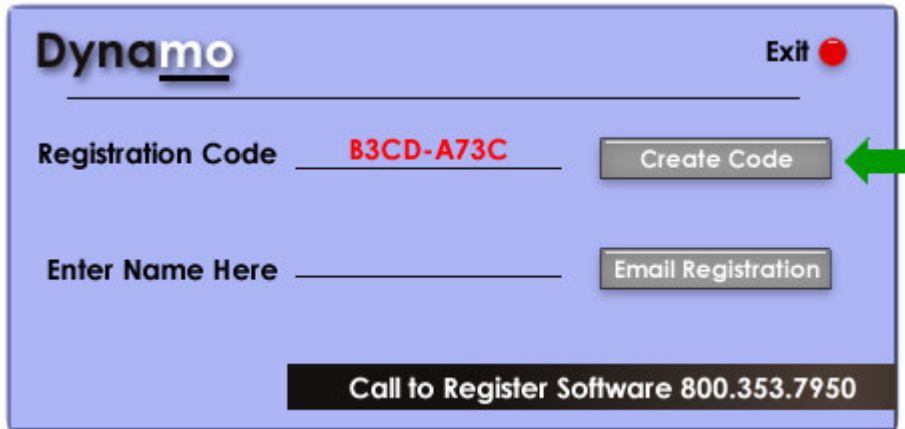 Dynamo
Exit
Registration Code B3CD-A73C Create Code
Enter Name Here Email Registration
Call to Register Software 800.353.7950